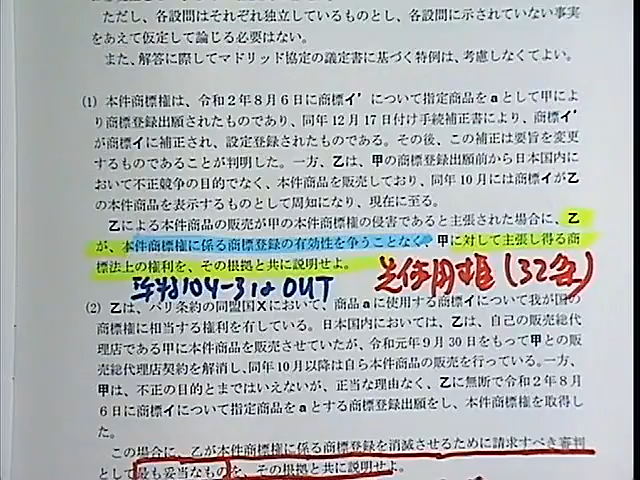 ただし、各設問はそれぞれ独立しているものとし、各設問に示されていない事実
をあえて仮定して論じる必要はない。
また、解答に際してマドリッド協定の議定書に基づく特例は、考慮しなくてよい。
(1) 本件商標権は、令和2年8月6日に商標イ’について指定商品をaとして甲によ
り商標登録出願されたものであり、同年12月17日付け手続補正書により、商標イ’
が商標イに補正され、設定登録されたものである。その後、この補正は要旨を変更
するものであることが判明した。一方、乙は、甲の商標登録出願前から日本国内に
おいて不正競争の目的でなく、本件商品を販売しており、同年10月には商標イが乙
の本件商品を表示するものとして周知になり、現在に至る。
乙による本件商品の販売が甲の本件商標権の侵害であると主張された場合に、乙
が、本件商標権に係る商標登録の有効性を争うことなく、甲に対して主張し得る商
標法上の権利を、その根拠と共に説明せよ。
104-3はOUT
先使用権(32条)
(2) 乙は、パリ条約の同盟国Xにおいて、商品aに使用する商標イについて我が国の
商標権に相当する権利を有している。日本国内においては、乙は、自己の販売総代
理店である甲に本件商品を販売させていたが、令和元年9月30日をもって甲との販
売総代理店契約を解消し、同年10月以降は自ら本件商品の販売を行っている。一方、
甲は、不正の目的とまではいえないが、正当な理由なく、乙に無断で令和2年8月
6日に商標イについて指定商品をaとする商標登録出願をし、本件商標権を取得し
た。
この場合に、乙が本件商標権に係る商標登録を消滅させるために請求すべき審判
として最も妥当なものを、その根拠と共に説明せよ。